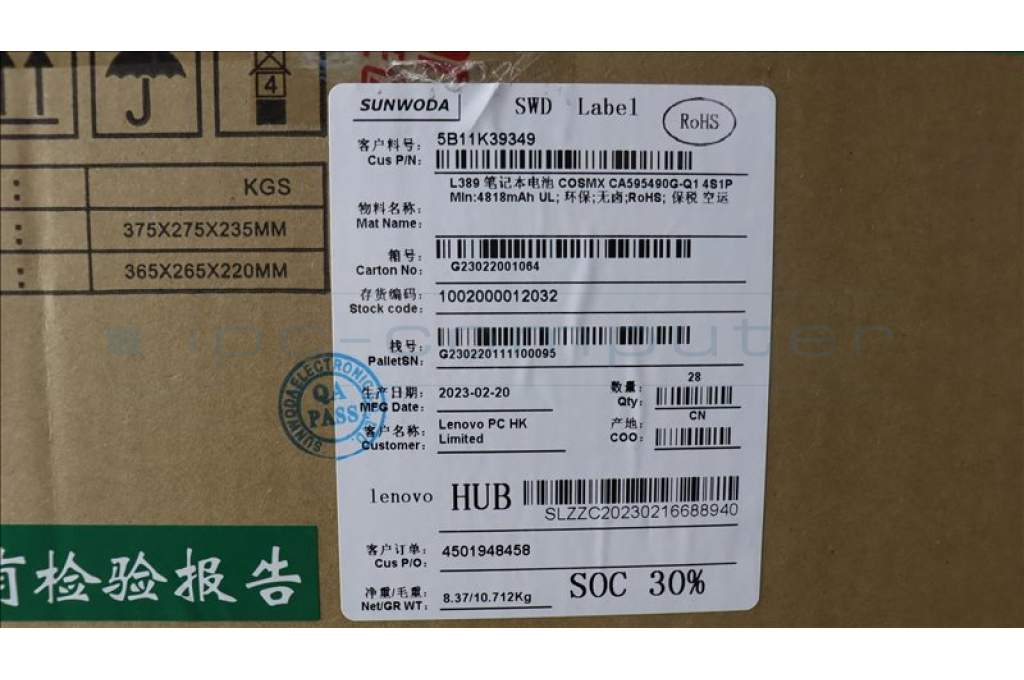 4
KGS
375X275X235MM
365X265X220MM
SUNWODA
SWD Label
RoHS
客户料号:
Cus P/N:
5B11K39349
L389 笔记本电池 COSMX CA595490G-Q1 4S1P
Min:4818mAh UL; 环保;无卤;RoHS; 保税 空运
物料名称:
Mat Name:
箱号:
Carton No:
G23022001064
存货编码:
Stock code:
1002000012032
ipc-computer
栈号:
PalletSN:
G230220111100095
生产日期:
MFG Date:
2023-02-20
数量:
Qty:
28
客户名称:
Customer:
Lenovo PC HK
Limited
产地:
COO:
CN
SUNWODA ELECTRONIC
QA
PASS
lenovo HUB
SLZZC20230216688940
客户订单:
Cus P/O:
4501948458
净重/毛重:
Net/GR WT:
8.37/10.712Kg
SOC 30%
有检验报告